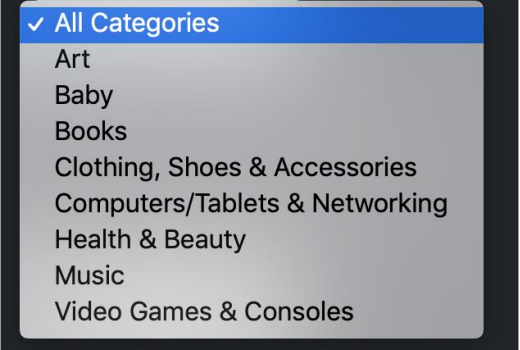 ✓ All Categories
Art
Baby
Books
Clothing, Shoes & Accessories
Computers/Tablets & Networking
Health & Beauty
Music
Video Games & Consoles